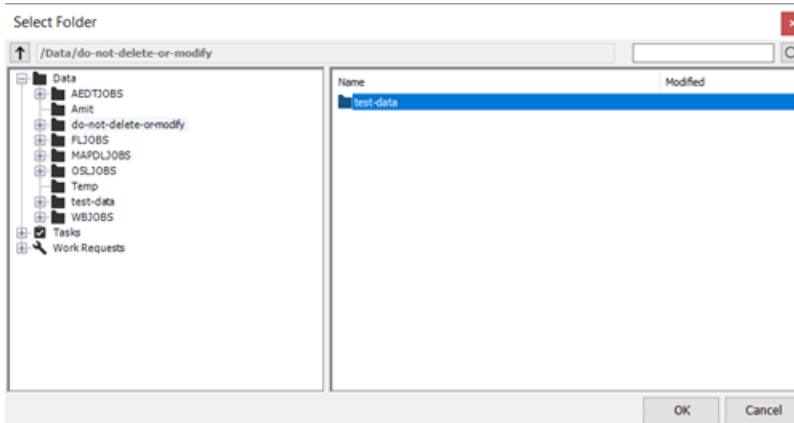 Select Folder
/Data/do-not-delete-or-modify
Data
AEDTJOBS
Amit
do-not-delete-or-modify
FLJOBS
MAPDLJOBS
OSLJOBS
Temp
test-data
WBJOBS
Tasks
Work Requests
Name Modified
test-data
OK Cancel